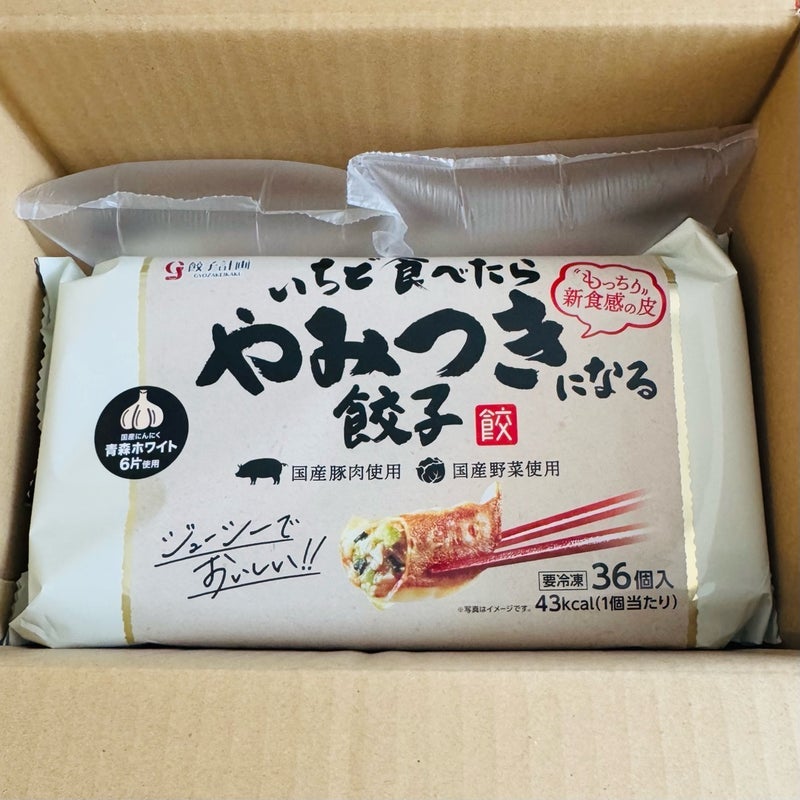 餃子計画
GYOZAKEIKAKU
いちど食べたら
やみつき
になる
餃子
餃
"もっちり"
新食感の皮
国産にんにく
青森ホワイト
6片使用
国産豚肉使用
国産野菜使用
ジューシーで
おいしい!!
要冷凍 36個入
※写真はイメージです。 43kcal(1個当たり)